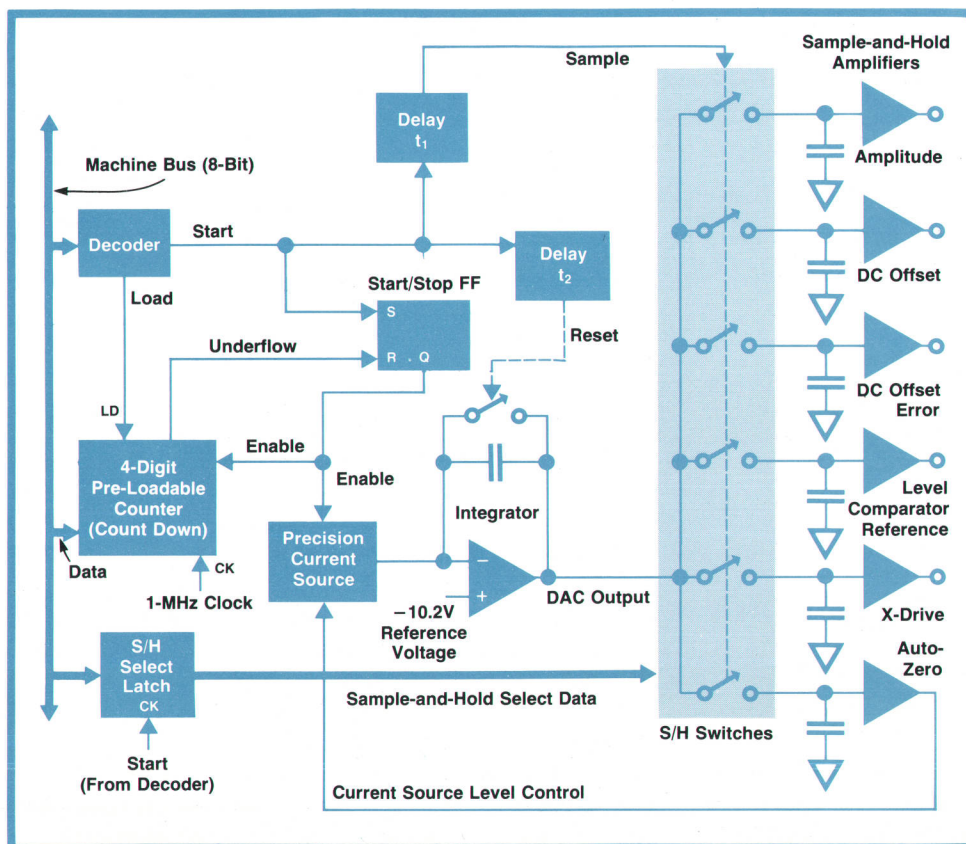 Sample-and-Hold
Amplifiers
Sample
Delay
t1
Machine Bus (8-Bit)
Amplitude
Decoder
Start
Delay
t2
DC Offset
Load
Start/Stop FF
S
Reset
Underflow
R
Q
DC Offset
Error
LD
Enable
4-Digit
Pre-Loadable
Counter
(Count Down)
Enable
Level
Comparator
Reference
Integrator
Precision
Current
Source
Data
CK
1-MHz Clock
−
+
DAC Output
X-Drive
−10.2V
Reference
Voltage
Auto-
Zero
S/H
Select
Latch
CK
Sample-and-Hold Select Data
S/H Switches
Start
(From Decoder)
Current Source Level Control